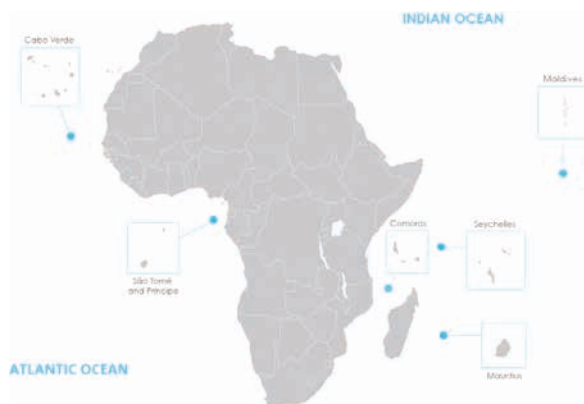 INDIAN OCEAN
Cabo Verde
Maldives
Comoros
Seychelles
São Tomé
and Príncipe
ATLANTIC OCEAN
Mauritius